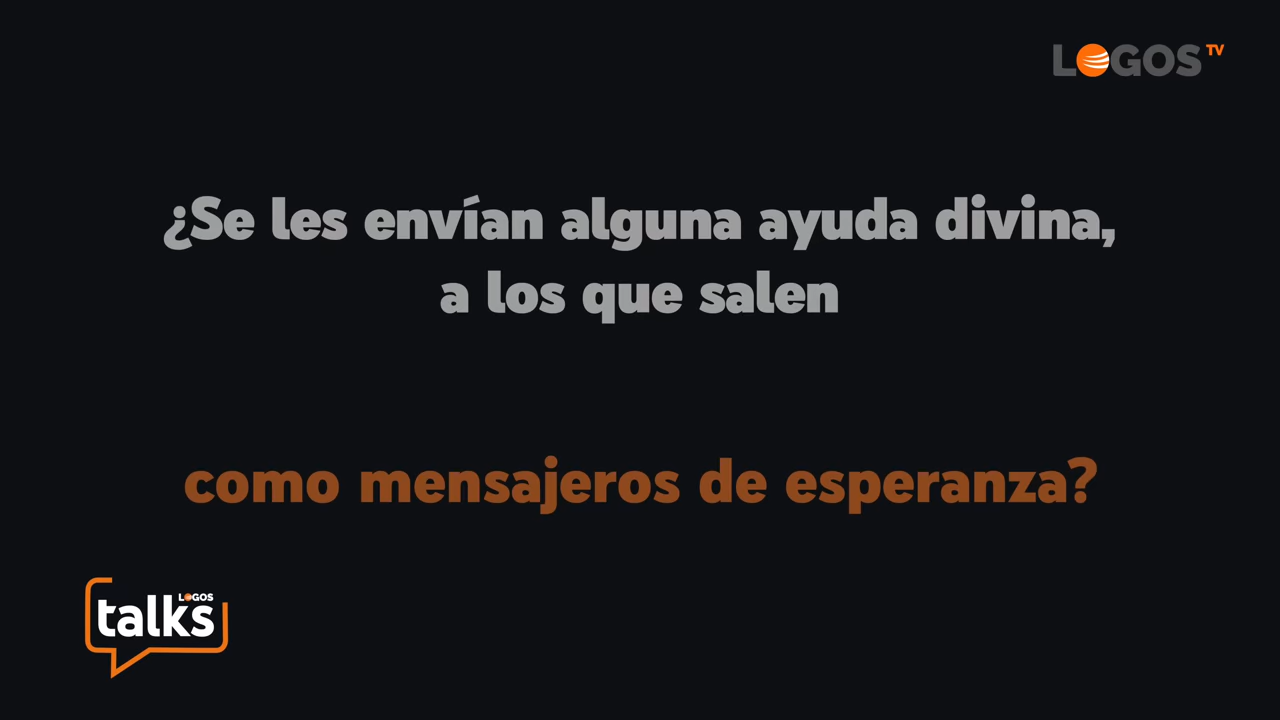 LOGOS TV
¿Se les envían alguna ayuda divina,
a los que salen
como mensajeros de esperanza?
LOGOS
talks